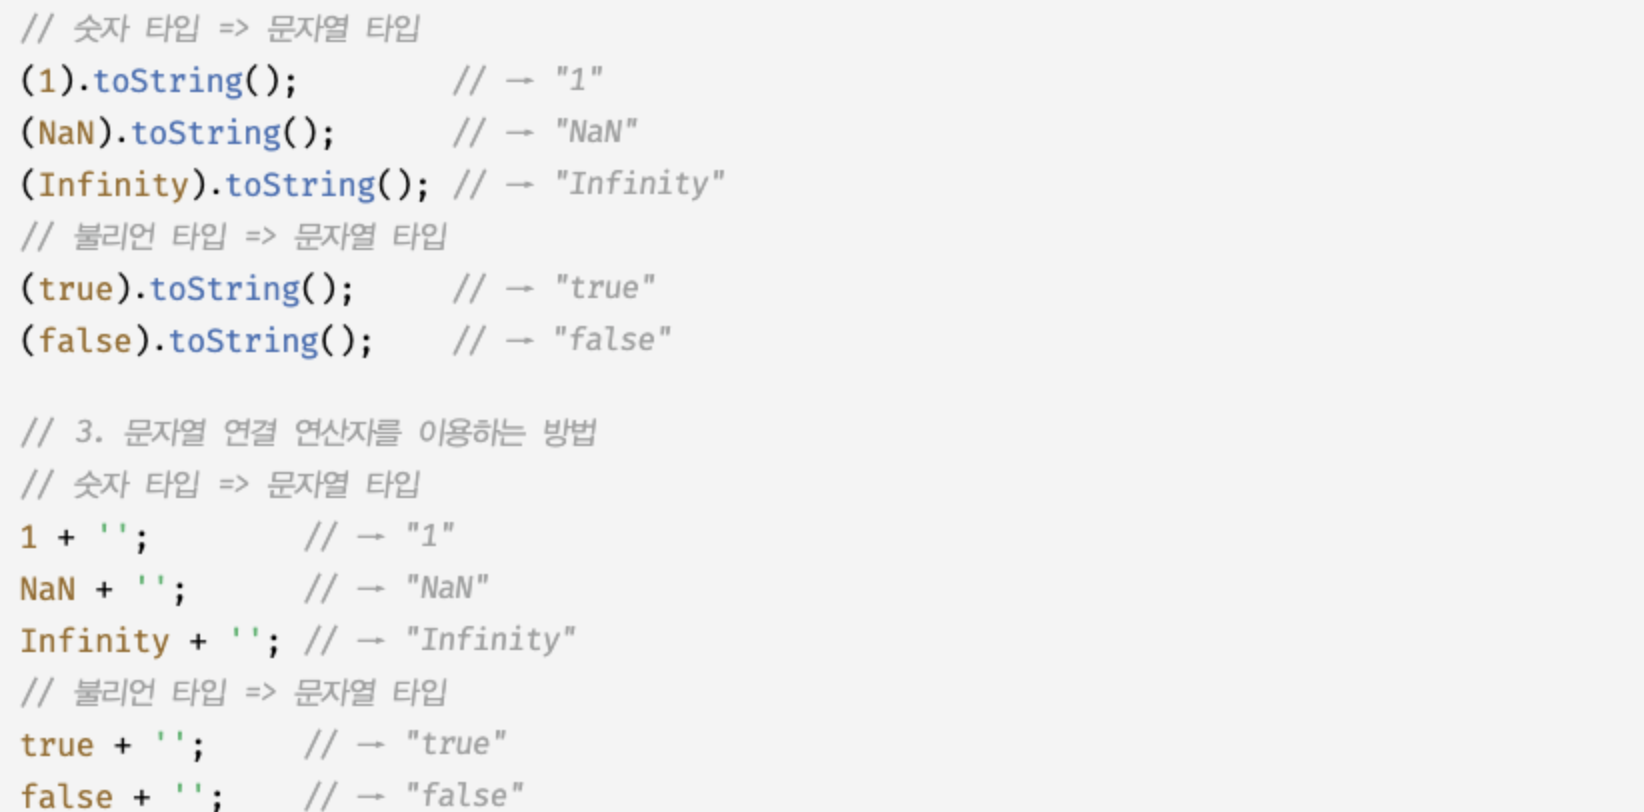 // 숫자 타입 => 문자열 타입
(1).toString();        // → "1"
(NaN).toString();      // → "NaN"
(Infinity).toString(); // → "Infinity"
// 불리언 타입 => 문자열 타입
(true).toString();     // → "true"
(false).toString();    // → "false"
// 3. 문자열 연결 연산자를 이용하는 방법
// 숫자 타입 => 문자열 타입
1 + '';        // → "1"
NaN + '';      // → "NaN"
Infinity + ''; // → "Infinity"
// 불리언 타입 => 문자열 타입
true + '';     // → "true"
false + '';    // → "false"